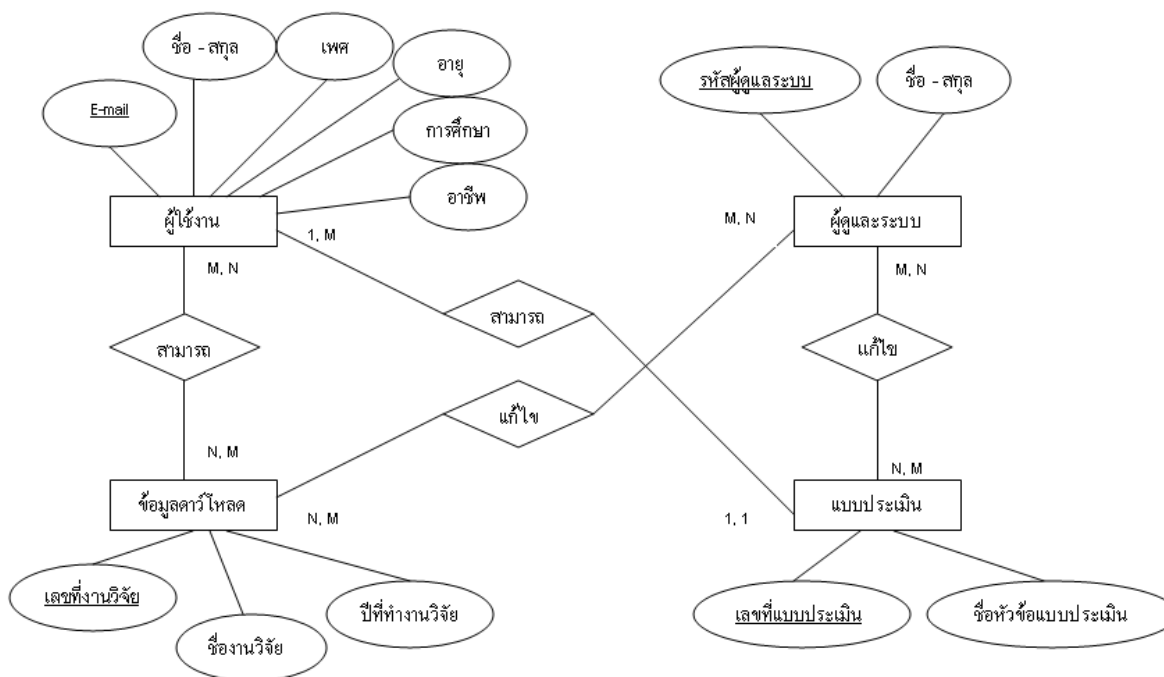 ชื่อ - สกุล
เพศ
อายุ
E-mail
การศึกษา
อาชีพ
รหัสผู้ดูแลระบบ
ชื่อ - สกุล
ผู้ใช้งาน
ผู้ดูและระบบ
1, M
M, N
M, N
M, N
สามารถ
สามารถ
แก้ไข
แก้ไข
N, M
N, M
ข้อมูลดาว์โหลด
แบบประเมิน
N, M
1, 1
เลขที่งานวิจัย
ชื่องานวิจัย
ปีที่ทำงานวิจัย
เลขที่แบบประเมิน
ชื่อหัวข้อแบบประเมิน